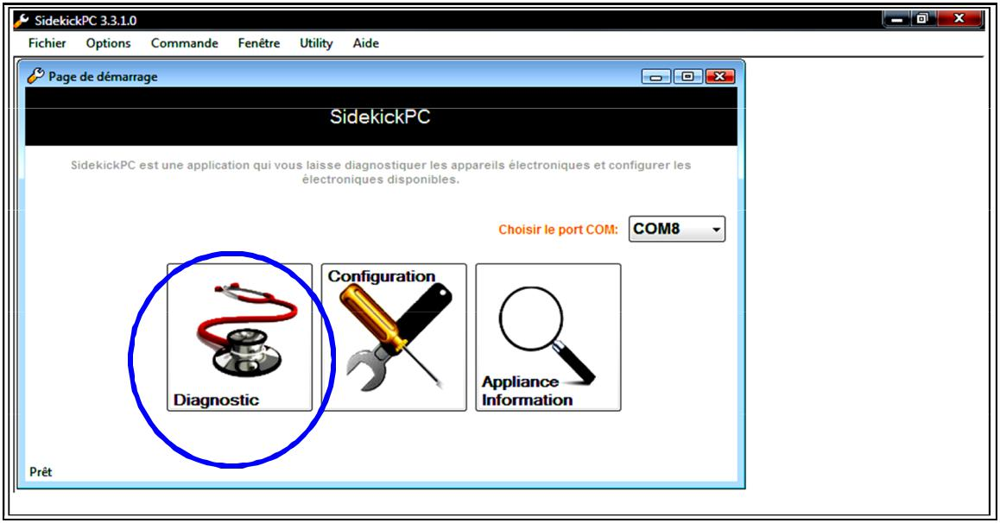 SidekickPC 3.3.1.0
Fichier Options Commande Fenêtre Utility Aide
Page de démarrage
SidekickPC
SidekickPC est une application qui vous laisse diagnostiquer les appareils électroniques et configurer les
électroniques disponibles.
Choisir le port COM: COM8
Diagnostic
Configuration
Appliance
Information
Prêt